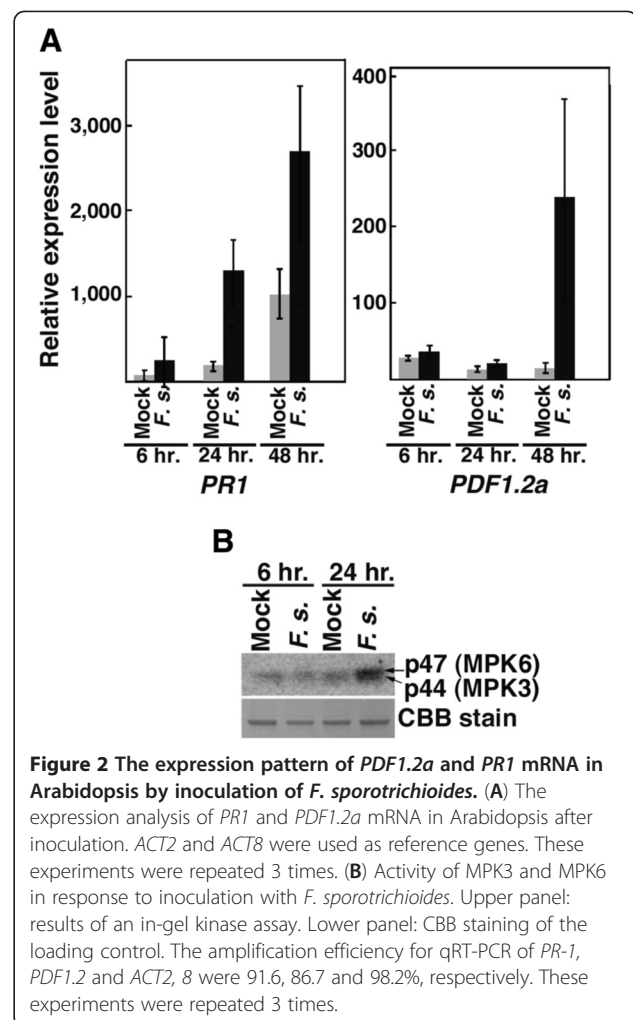 A
Relative expression level
3,000
2,000
1,000
Mock
F. s.
Mock
F. s.
Mock
F. s.
6 hr.
24 hr.
48 hr.
PR1
400
300
200
100
Mock
F. s.
Mock
F. s.
Mock
F. s.
6 hr.
24 hr.
48 hr.
PDF1.2a
B
6 hr.
24 hr.
Mock
F. s.
Mock
F. s.
p47 (MPK6)
p44 (MPK3)
CBB stain
Figure 2 The expression pattern of PDF1.2a and PR1 mRNA in
Arabidopsis by inoculation of F. sporotrichioides. (A) The
expression analysis of PR1 and PDF1.2a mRNA in Arabidopsis after
inoculation. ACT2 and ACT8 were used as reference genes. These
experiments were repeated 3 times. (B) Activity of MPK3 and MPK6
in response to inoculation with F. sporotrichioides. Upper panel:
results of an in-gel kinase assay. Lower panel: CBB staining of the
loading control. The amplification efficiency for qRT-PCR of PR-1,
PDF1.2 and ACT2, 8 were 91.6, 86.7 and 98.2%, respectively. These
experiments were repeated 3 times.